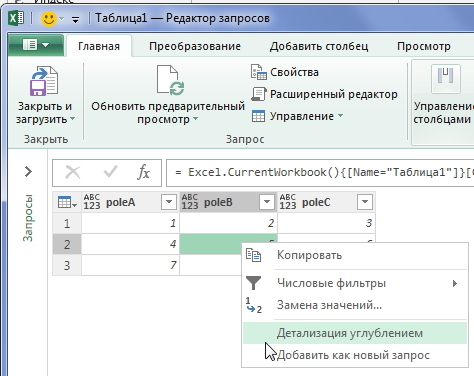 Таблица1 — Редактор запросов
Главная Преобразование Добавить столбец Просмотр
Закрыть и загрузить
Обновить предварительный просмотр
Свойства
Расширенный редактор
Управление
Управление столбцами
Закрыть Запрос
Запросы
fx = Excel.CurrentWorkbook(){[Name="Таблица1"]}[
ABC 123 poleA ABC 123 poleB ABC 123 poleC
1 1 2 3
2 4
3 7
Копировать
Числовые фильтры
Замена значений...
Детализация углублением
Добавить как новый запрос